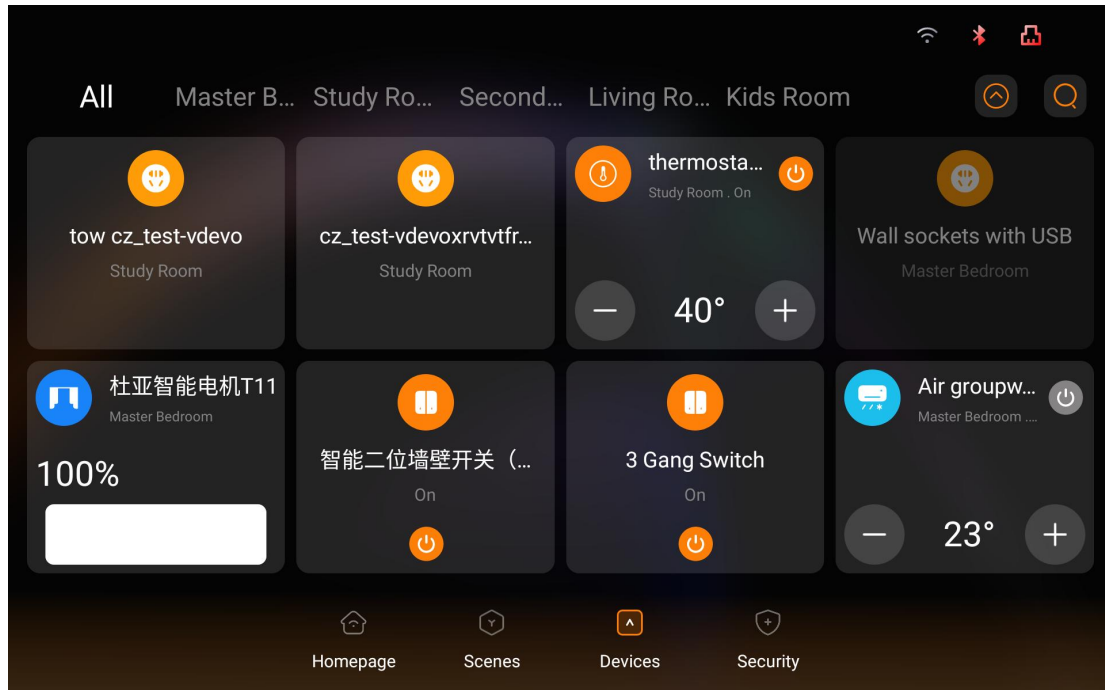 All
Master B...
Study Ro...
Second...
Living Ro...
Kids Room
tow cz_test-vdevo
Study Room
cz_test-vdevoxrvtvtfr...
Study Room
thermosta...
Study Room . On
40°
Wall sockets with USB
Master Bedroom
杜亚智能电机T11
Master Bedroom
100%
智能二位墙壁开关（...
On
3 Gang Switch
On
Air groupw...
Master Bedroom ....
23°
Homepage
Scenes
Devices
Security